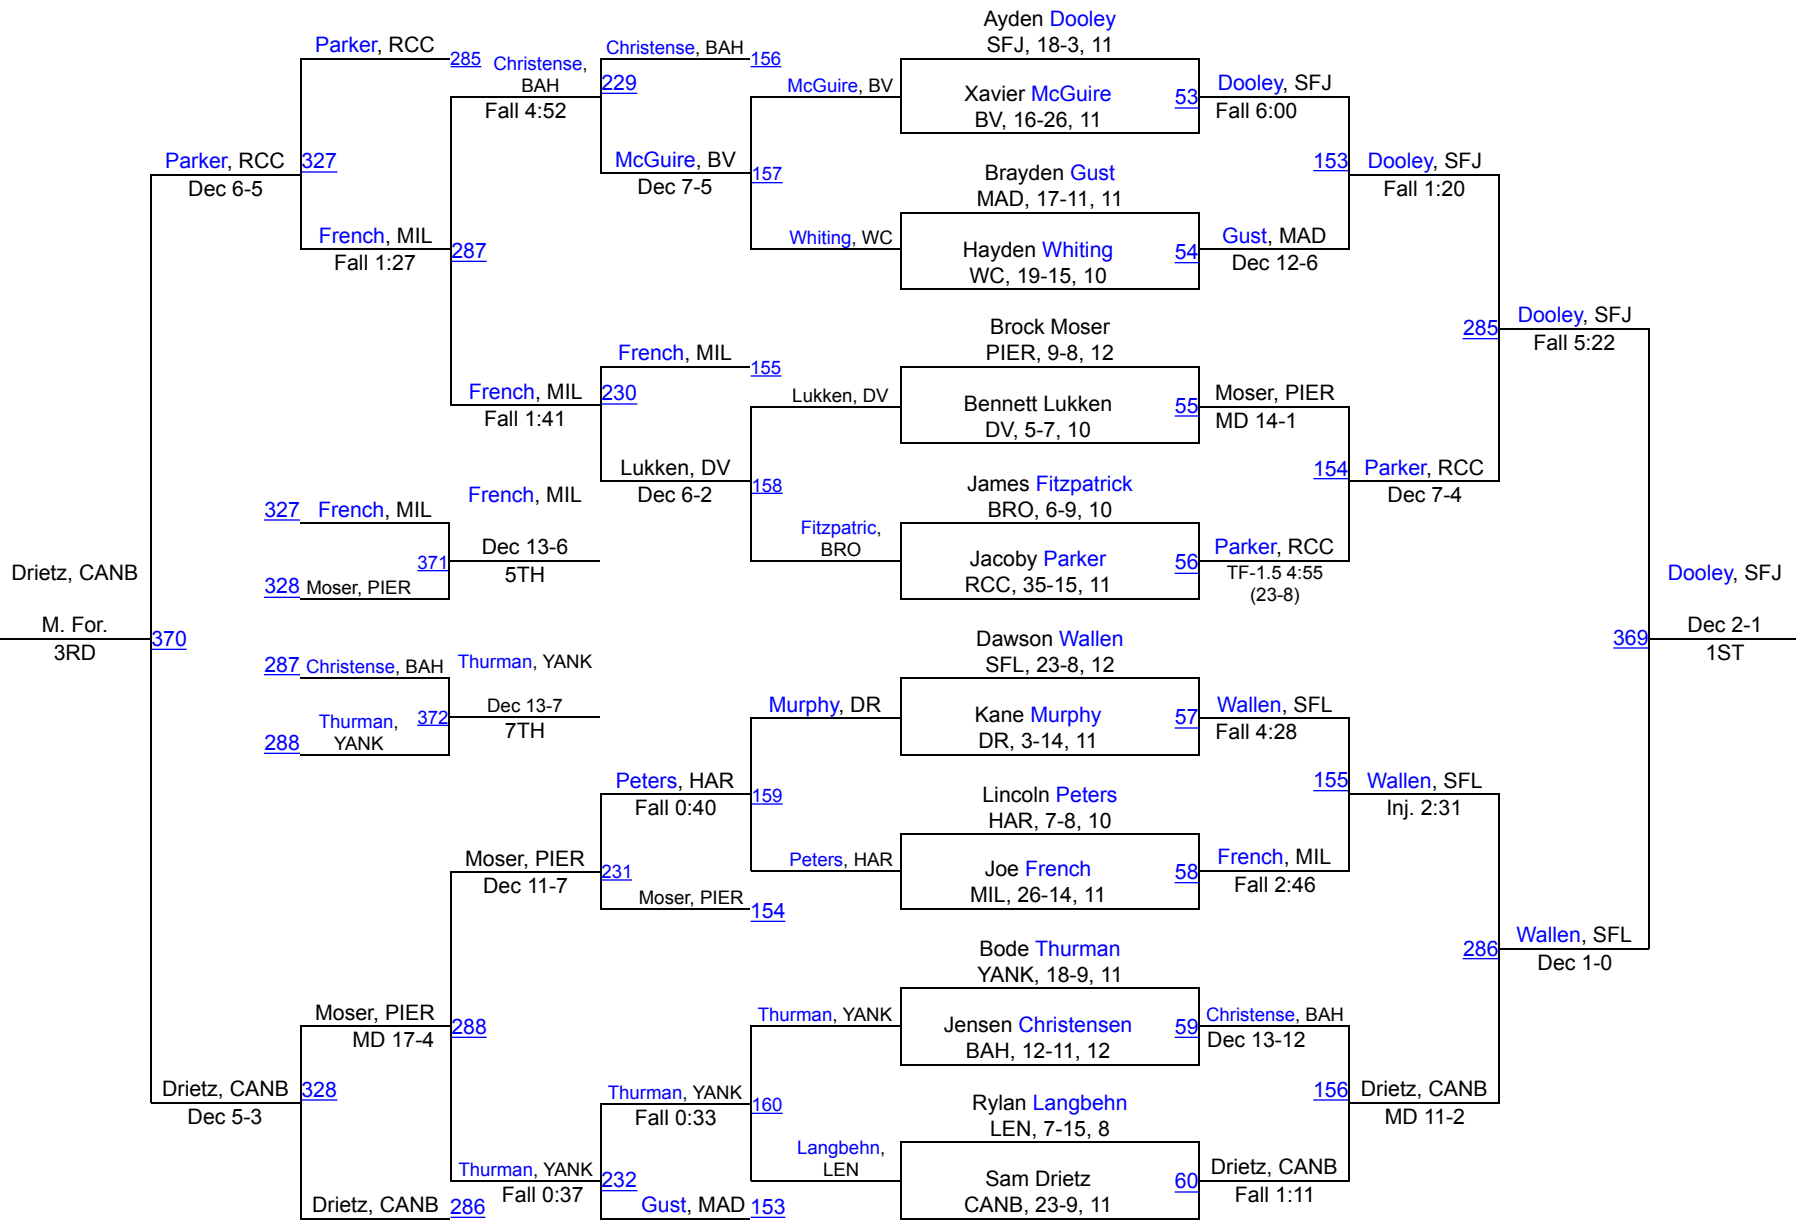 Ayden Dooley
SFJ, 18-3, 11
Xavier McGuire
BV, 16-26, 11
53
Brayden Gust
MAD, 17-11, 11
Hayden Whiting
WC, 19-15, 10
54
Brock Moser
PIER, 9-8, 12
Bennett Lukken
DV, 5-7, 10
55
James Fitzpatrick
BRO, 6-9, 10
Jacoby Parker
RCC, 35-15, 11
56
Dawson Wallen
SFL, 23-8, 12
Kane Murphy
DR, 3-14, 11
57
Lincoln Peters
HAR, 7-8, 10
Joe French
MIL, 26-14, 11
58
Bode Thurman
YANK, 18-9, 11
Jensen Christensen
BAH, 12-11, 12
59
Rylan Langbehn
LEN, 7-15, 8
Sam Drietz
CANB, 23-9, 11
60
Dooley, SFJ
Fall 6:00
153
Gust, MAD
Dec 12-6
Moser, PIER
MD 14-1
154
Parker, RCC
TF-1.5 4:55
(23-8)
Wallen, SFL
Fall 4:28
155
French, MIL
Fall 2:46
Christense, BAH
Dec 13-12
156
Drietz, CANB
Fall 1:11
Dooley, SFJ
Fall 1:20
285
Parker, RCC
Dec 7-4
Wallen, SFL
Inj. 2:31
286
Drietz, CANB
MD 11-2
Dooley, SFJ
Fall 5:22
369
Wallen, SFL
Dec 1-0
Dooley, SFJ
Dec 2-1
1ST
McGuire, BV
157
Whiting, WC
Lukken, DV
158
Fitzpatric,
BRO
Murphy, DR
159
Peters, HAR
Thurman, YANK
160
Langbehn,
LEN
Christense, BAH
156
229
McGuire, BV
Dec 7-5
French, MIL
155
230
Lukken, DV
Dec 6-2
Peters, HAR
Fall 0:40
231
Moser, PIER
154
Thurman, YANK
Fall 0:33
232
Gust, MAD
153
Christense,
BAH
Fall 4:52
287
French, MIL
Fall 1:41
Moser, PIER
Dec 11-7
288
Thurman, YANK
Fall 0:37
Parker, RCC
285
327
French, MIL
Fall 1:27
Moser, PIER
MD 17-4
328
Drietz, CANB
286
Parker, RCC
Dec 6-5
370
Drietz, CANB
Dec 5-3
Drietz, CANB
M. For.
3RD
327
French, MIL
371
328
Moser, PIER
French, MIL
Dec 13-6
5TH
287
Christense, BAH
372
288
Thurman,
YANK
Thurman, YANK
Dec 13-7
7TH